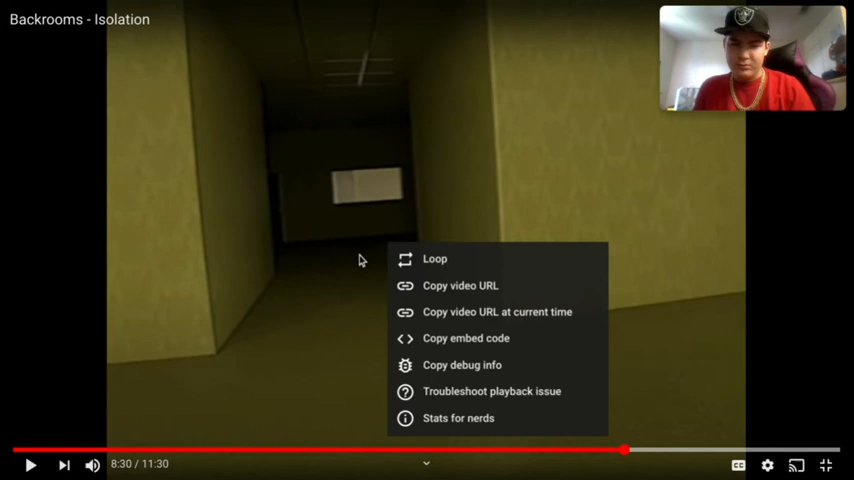 Backrooms - Isolation
Loop
Copy video URL
Copy video URL at current time
Copy embed code
Copy debug info
Troubleshoot playback issue
Stats for nerds
8:30 / 11:30
CC